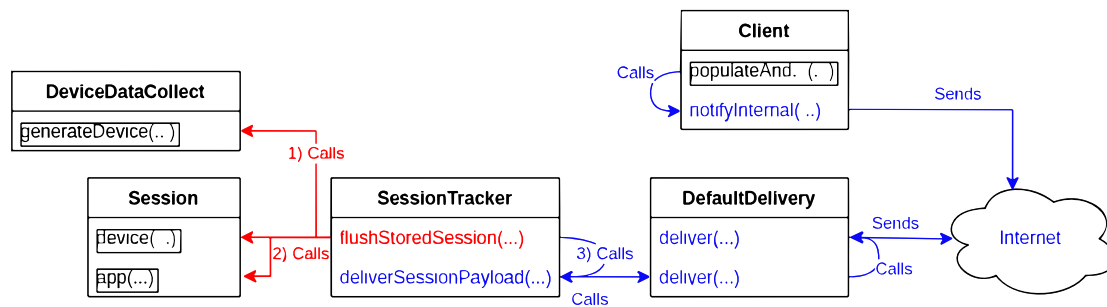 Client
Calls
populateAnd. (. )
notifyInternal( ..)
Sends
DeviceDataCollect
generateDevice(.. )
1) Calls
Session
device( .)
app(...)
2) Calls
SessionTracker
flushStoredSession(...)
deliverSessionPayload(...)
3) Calls
Calls
DefaultDelivery
deliver(...)
deliver(...)
Sends
Calls
Internet